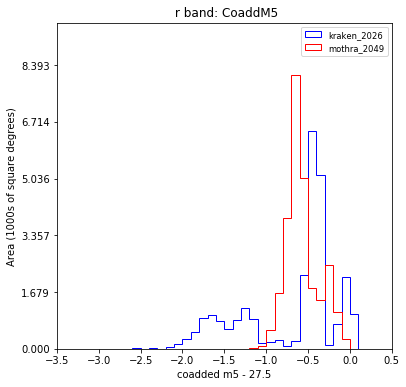 r band: CoaddM5
kraken_2026
mothra_2049
8.393
6.714
5.036
3.357
1.679
0.000
Area (1000s of square degrees)
−3.5 −3.0 −2.5 −2.0 −1.5 −1.0 −0.5 0.0 0.5
coadded m5 - 27.5